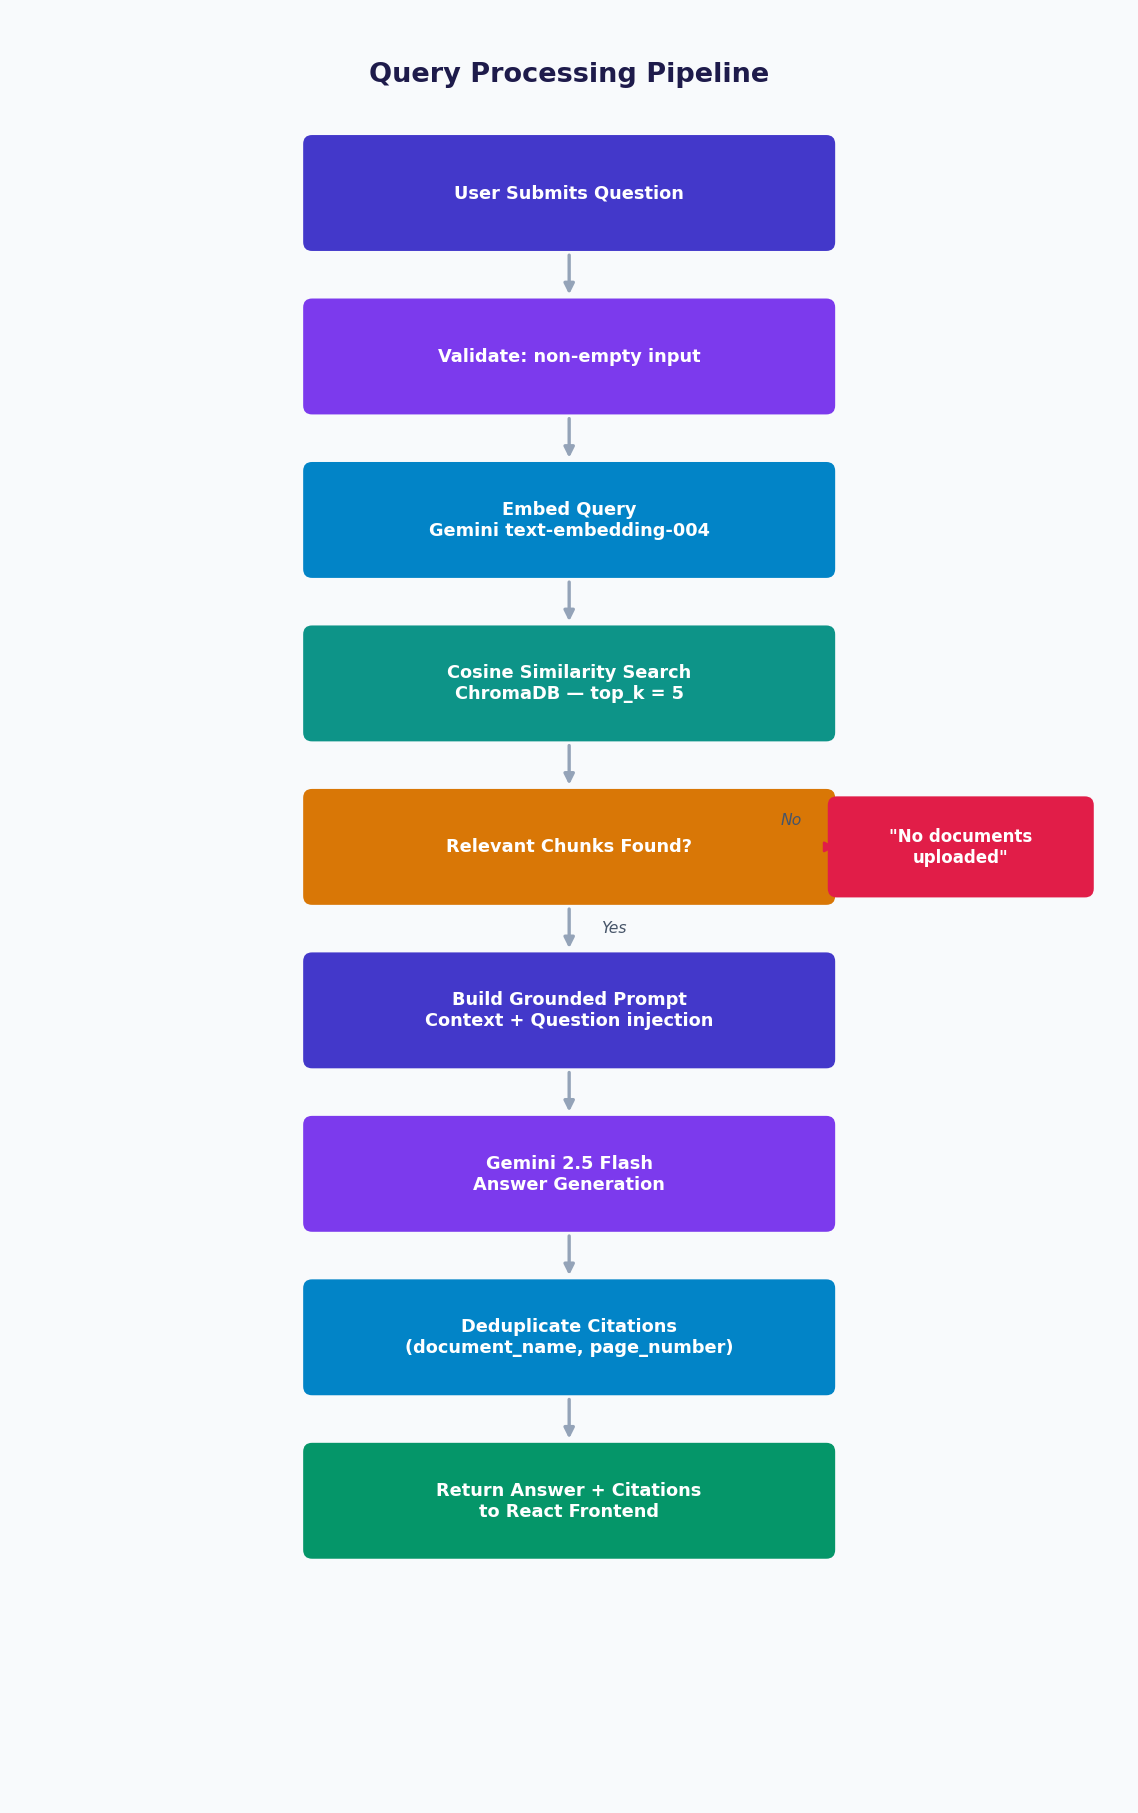 Query Processing Pipeline
User Submits Question
Validate: non-empty input
Embed Query
Gemini text-embedding-004
Cosine Similarity Search
ChromaDB — top_k = 5
Relevant Chunks Found?
No
"No documents
uploaded"
Yes
Build Grounded Prompt
Context + Question injection
Gemini 2.5 Flash
Answer Generation
Deduplicate Citations
(document_name, page_number)
Return Answer + Citations
to React Frontend